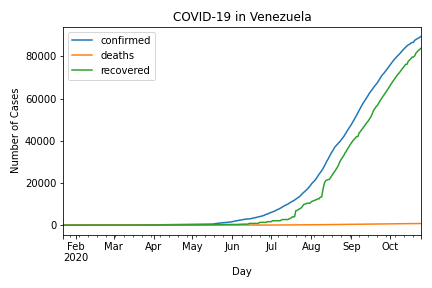 COVID-19 in Venezuela
confirmed
deaths
recovered
Number of Cases
80000
60000
40000
20000
0
Feb Mar Apr May Jun Jul Aug Sep Oct
2020
Day